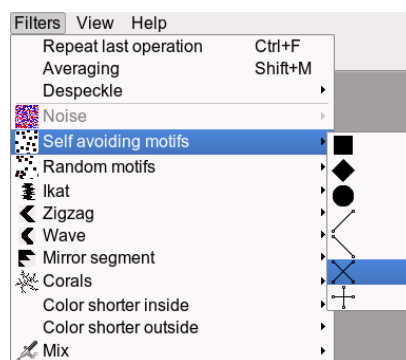 Filters View Help
Repeat last operation Ctrl+F
Averaging Shift+M
Despeckle
Noise
Self avoiding motifs
Random motifs
Ikat
Zigzag
Wave
Mirror segment
Corals
Color shorter inside
Color shorter outside
Mix